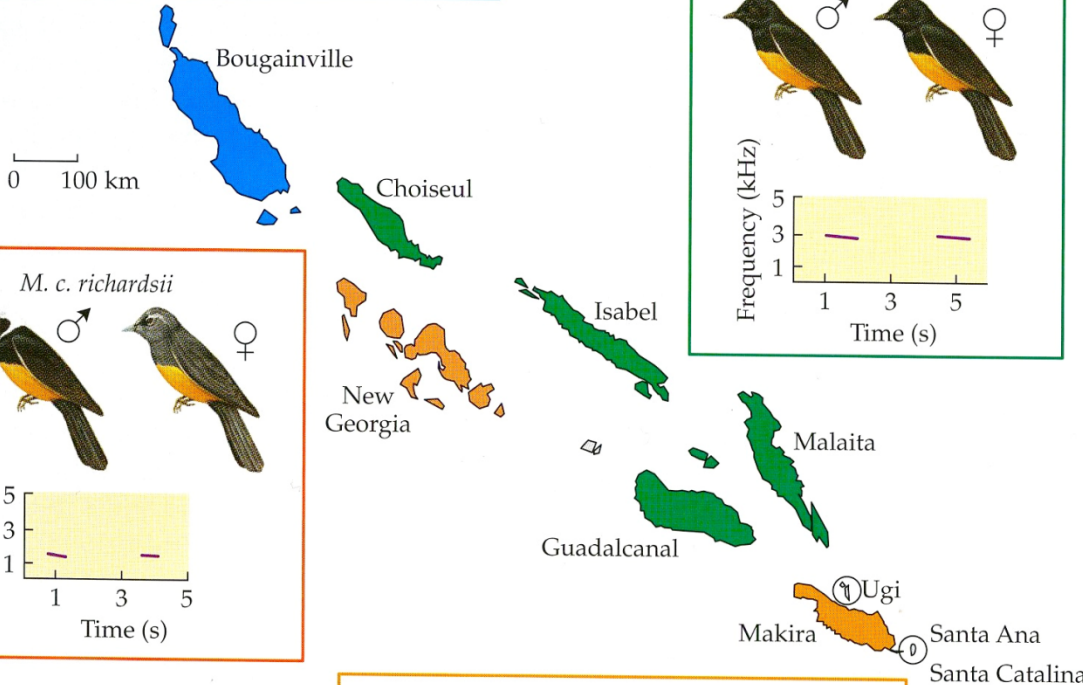 Bougainville
0 100 km
Choiseul
♂ ♀
Frequency (kHz)
5
3
1
1 3 5
Time (s)
M. c. richardsii
♂ ♀
5
3
1
1 3 5
Time (s)
Isabel
New
Georgia
Malaita
Guadalcanal
Ugi
Makira
Santa Ana
Santa Catalina